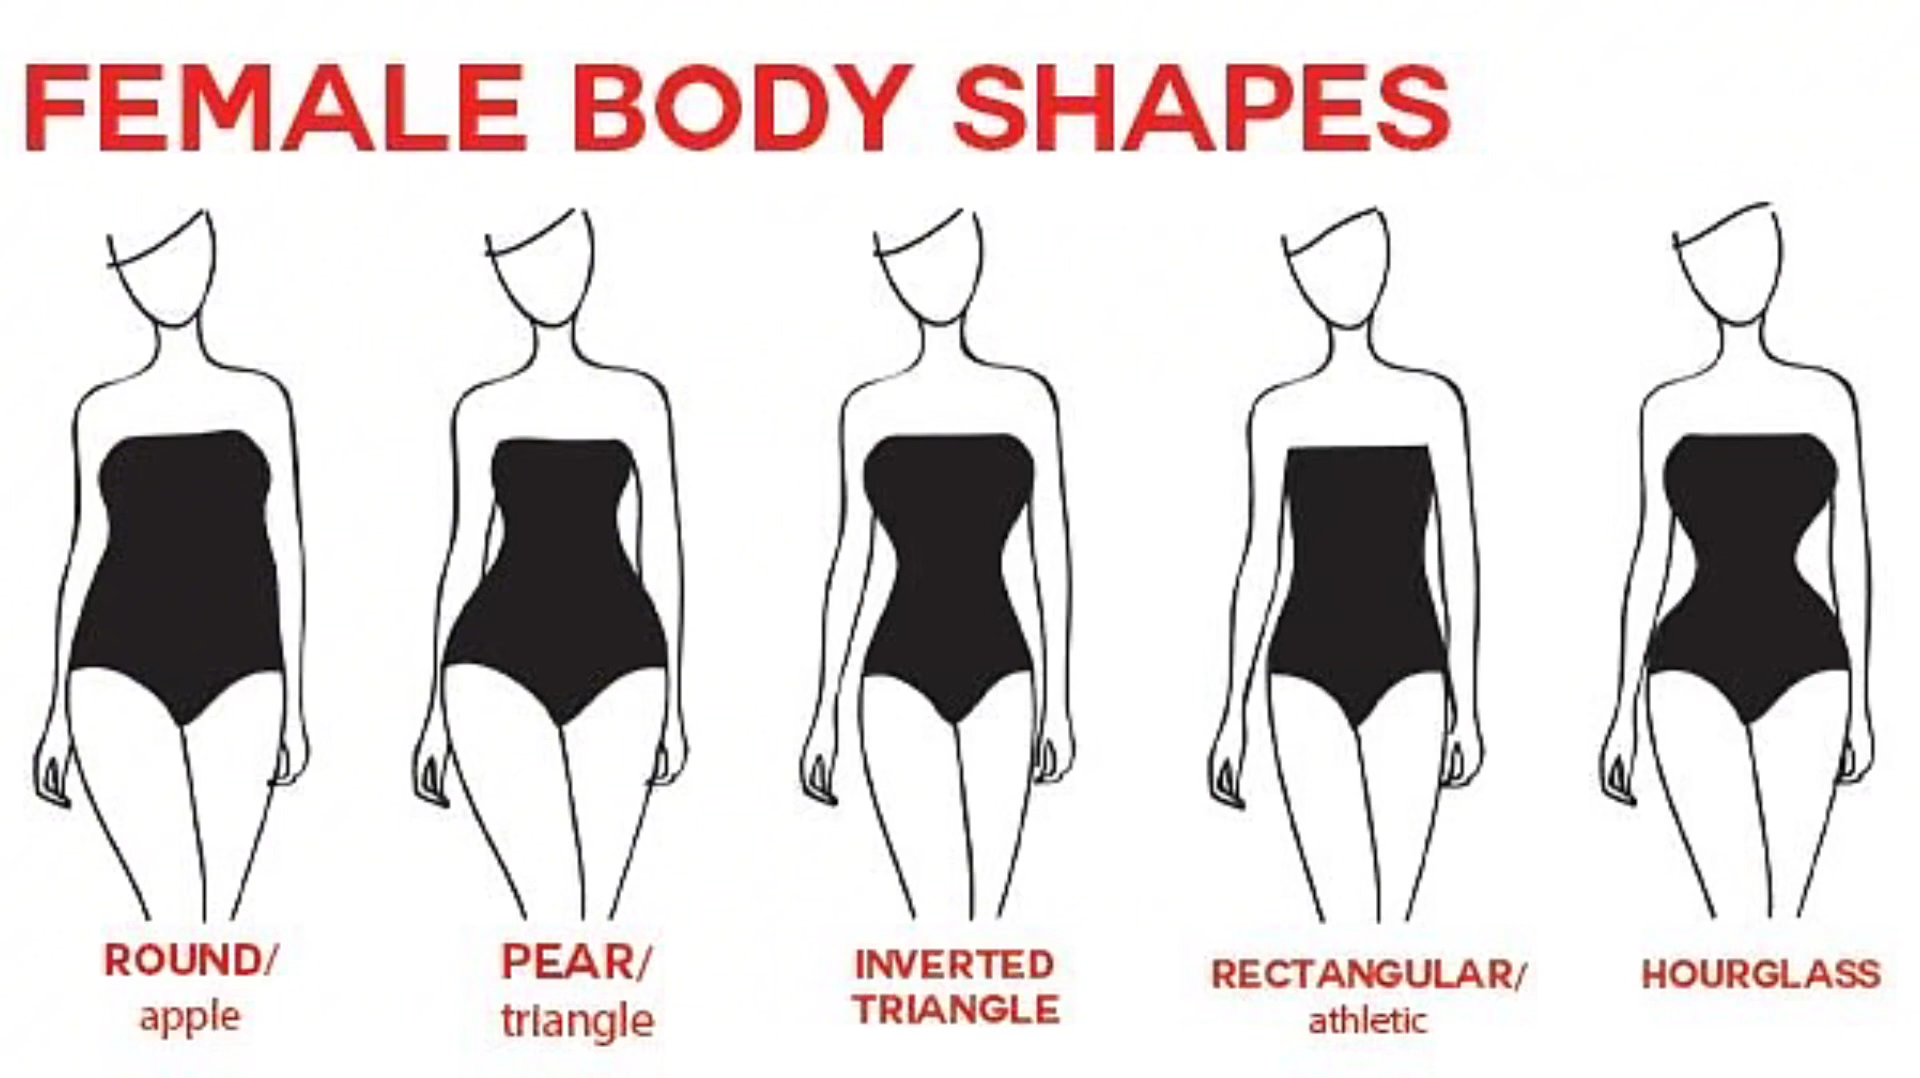 FEMALE BODY SHAPES
ROUND/
apple
PEAR/
triangle
INVERTED
TRIANGLE
RECTANGULAR/
athletic
HOURGLASS